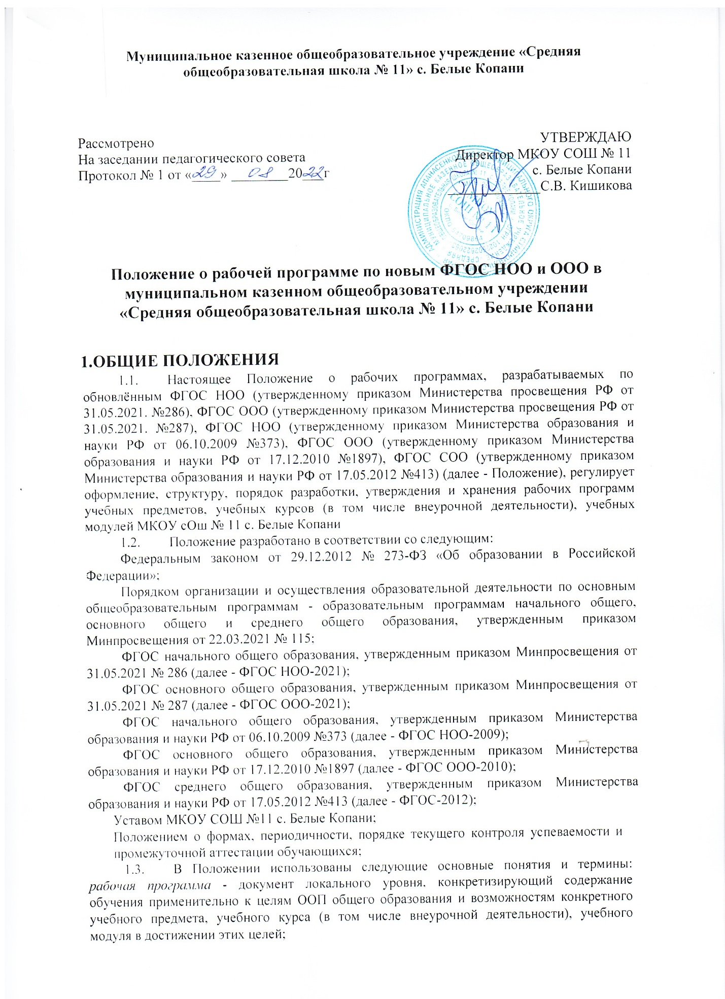 Муниципальное казенное общеобразовательное учреждение «Средняя
общеобразовательная школа № 11» с. Белые Копани
Рассмотрено
На заседании педагогического совета
Протокол № 1 от «29» 08 2022г
УТВЕРЖДАЮ
Директор МКОУ СОШ № 11
с. Белые Копани
С.В. Кишикова
Положение о рабочей программе по новым ФГОС НОО и ООО в
муниципальном казенном общеобразовательном учреждении
«Средняя общеобразовательная школа № 11» с. Белые Копани
1.ОБЩИЕ ПОЛОЖЕНИЯ
1.1. Настоящее Положение о рабочих программах, разрабатываемых по
обновлённым ФГОС НОО (утвержденному приказом Министерства просвещения РФ от
31.05.2021. №286), ФГОС ООО (утвержденному приказом Министерства просвещения РФ от
31.05.2021. №287), ФГОС НОО (утвержденному приказом Министерства образования и
науки РФ от 06.10.2009 №373), ФГОС ООО (утвержденному приказом Министерства
образования и науки РФ от 17.12.2010 №1897), ФГОС СОО (утвержденному приказом
Министерства образования и науки РФ от 17.05.2012 №413) (далее - Положение), регулирует
оформление, структуру, порядок разработки, утверждения и хранения рабочих программ
учебных предметов, учебных курсов (в том числе внеурочной деятельности), учебных
модулей МКОУ сОш № 11 с. Белые Копани
1.2. Положение разработано в соответствии со следующим:
Федеральным законом от 29.12.2012 № 273-ФЗ «Об образовании в Российской
Федерации»;
Порядком организации и осуществления образовательной деятельности по основным
общеобразовательным программам - образовательным программам начального общего,
основного общего и среднего общего образования, утвержденным приказом
Минпросвещения от 22.03.2021 № 115;
ФГОС начального общего образования, утвержденным приказом Минпросвещения от
31.05.2021 № 286 (далее - ФГОС НОО-2021);
ФГОС основного общего образования, утвержденным приказом Минпросвещения от
31.05.2021 № 287 (далее - ФГОС ООО-2021);
ФГОС начального общего образования, утвержденным приказом Министерства
образования и науки РФ от 06.10.2009 №373 (далее - ФГОС НОО-2009);
ФГОС основного общего образования, утвержденным приказом Министерства
образования и науки РФ от 17.12.2010 №1897 (далее - ФГОС ООО-2010);
ФГОС среднего общего образования, утвержденным приказом Министерства
образования и науки РФ от 17.05.2012 №413 (далее - ФГОС-2012);
Уставом МКОУ СОШ №11 с. Белые Копани;
Положением о формах, периодичности, порядке текущего контроля успеваемости и
промежуточной аттестации обучающихся;
1.3. В Положении использованы следующие основные понятия и термины:
рабочая программа - документ локального уровня, конкретизирующий содержание
обучения применительно к целям ООП общего образования и возможностям конкретного
учебного предмета, учебного курса (в том числе внеурочной деятельности), учебного
модуля в достижении этих целей;